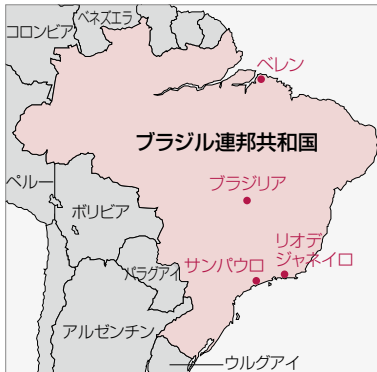 ベネズエラ
コロンビア
ベレン
ブラジル連邦共和国
ペルー
ブラジリア
ボリビア
リオデ
ジャネイロ
サンパウロ
パラグアイ
アルゼンチン
ウルグアイ